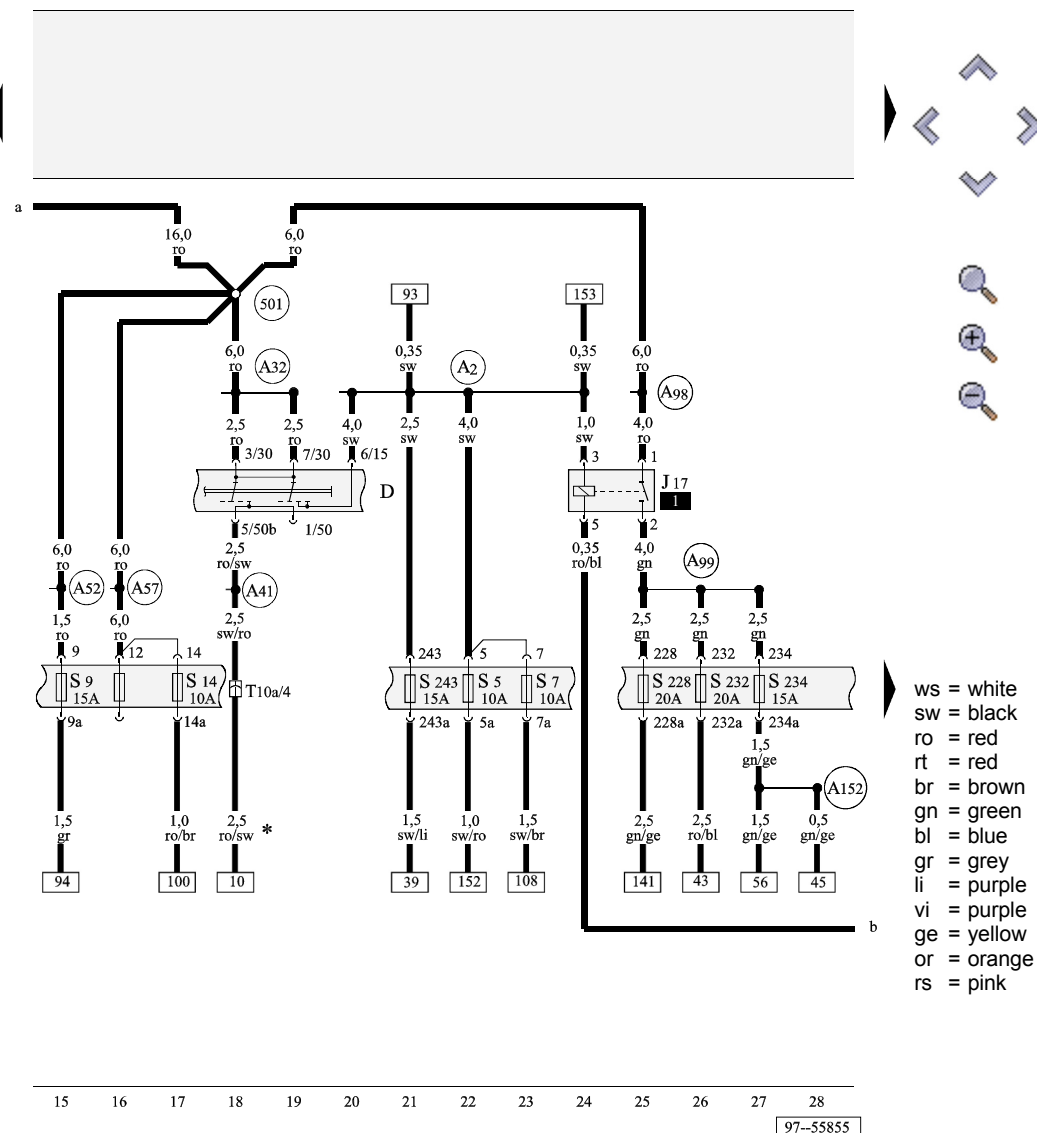 a
16,0
ro
6,0
ro
501
93
153
6,0
ro
A32
0,35
sw
A2
0,35
sw
6,0
ro
A98
2,5
ro
2,5
ro
4,0
sw
2,5
sw
4,0
sw
1,0
sw
4,0
ro
3/30
7/30
6/15
3
1
D
J 17
1
5/50b
1/50
5
2
6,0
ro
6,0
ro
2,5
ro/sw
0,35
ro/bl
4,0
gn
A99
A52
A57
A41
1,5
ro
6,0
ro
2,5
sw/ro
2,5
gn
2,5
gn
2,5
gn
9
12
14
243
5
7
228
232
234
S 9
15A
S 14
10A
T10a/4
S 243
15A
S 5
10A
S 7
10A
S 228
20A
S 232
20A
S 234
15A
9a
14a
243a
5a
7a
228a
232a
234a
1,5
gn/ge
A152
1,5
gr
1,0
ro/br
2,5
ro/sw *
1,5
sw/li
1,0
sw/ro
1,5
sw/br
2,5
gn/ge
2,5
ro/bl
1,5
gn/ge
0,5
gn/ge
94
100
10
39
152
108
141
43
56
45
b
ws = white
sw = black
ro = red
rt = red
br = brown
gn = green
bl = blue
gr = grey
li = purple
vi = purple
ge = yellow
or = orange
rs = pink
15 16 17 18 19 20 21 22 23 24 25 26 27 28
97--55855